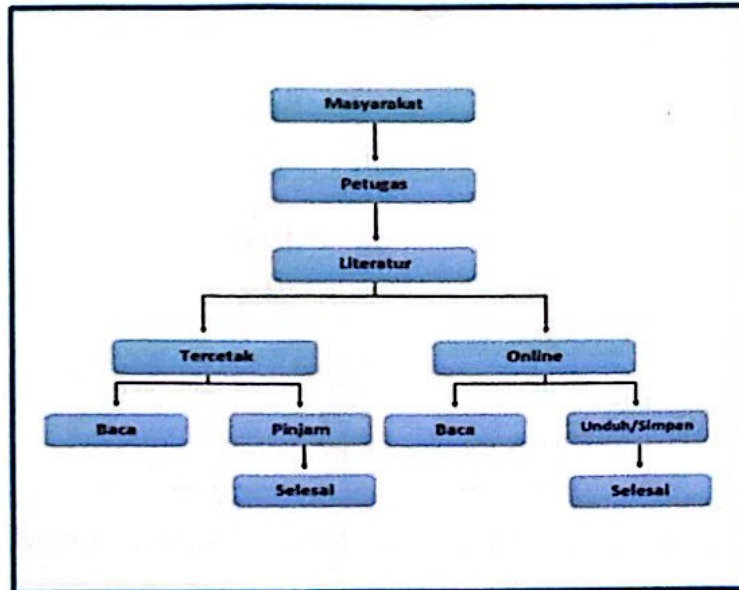 Masyarakat
Petugas
Literatur
Tercetak
Online
Baca
Pinjam
Baca
Unduh/Simpan
Selesai
Selesai